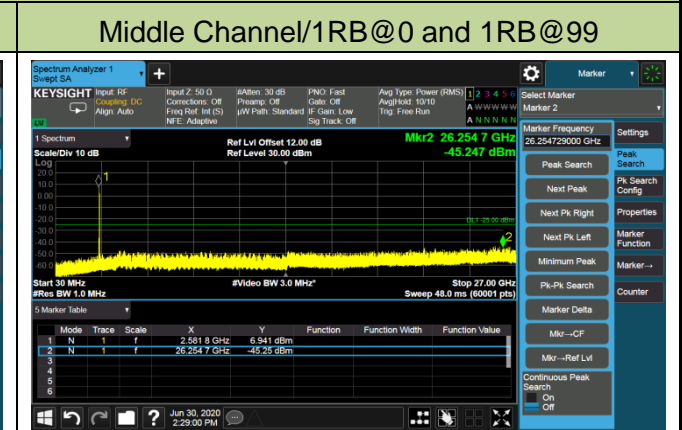 Middle Channel/1RB@0 and 1RB@99
Spectrum Analyzer 1
Swept SA
+
Marker
KEYSIGHT
Input: RF
Coupling: DC
Align: Auto
Input Z: 50 Ω
Corrections: Off
Freq Ref: Int (S)
NFE: Adaptive
#Atten: 30 dB
Preamp: Off
µW Path: Standard
PNO: Fast
Gate: Off
IF Gain: Low
Sig Track: Off
Avg Type: Power (RMS)
Avg|Hold: 10/10
Trig: Free Run
1 2 3 4 5 6
A W W W W W
A N N N N N
LV
Select Marker
Marker 2
Marker Frequency
26.254729000 GHz
Settings
Peak Search
Next Peak
Next Pk Right
Next Pk Left
Minimum Peak
Pk-Pk Search
Marker Delta
Mkr→CF
Mkr→Ref Lvl
Continuous Peak
Search
On
Off
Peak
Search
Pk Search
Config
Properties
Marker
Function
Marker→
Counter
1 Spectrum
Scale/Div 10 dB
Log
Ref Lvl Offset 12.00 dB
Ref Level 30.00 dBm
Mkr2 26.254 7 GHz
-45.247 dBm
20.0
10.0
0.00
-10.0
-20.0
-30.0
-40.0
-50.0
-60.0
1
DL1 -25.00 dBm
2
Start 30 MHz
#Res BW 1.0 MHz
#Video BW 3.0 MHz*
Stop 27.00 GHz
Sweep 48.0 ms (60001 pts)
5 Marker Table
Mode Trace Scale X Y Function Function Width Function Value
1 N 1 f 2.581 8 GHz 6.941 dBm
2 N 1 f 26.254 7 GHz -45.25 dBm
3
4
5
6
?
Jun 30, 2020
2:29:00 PM